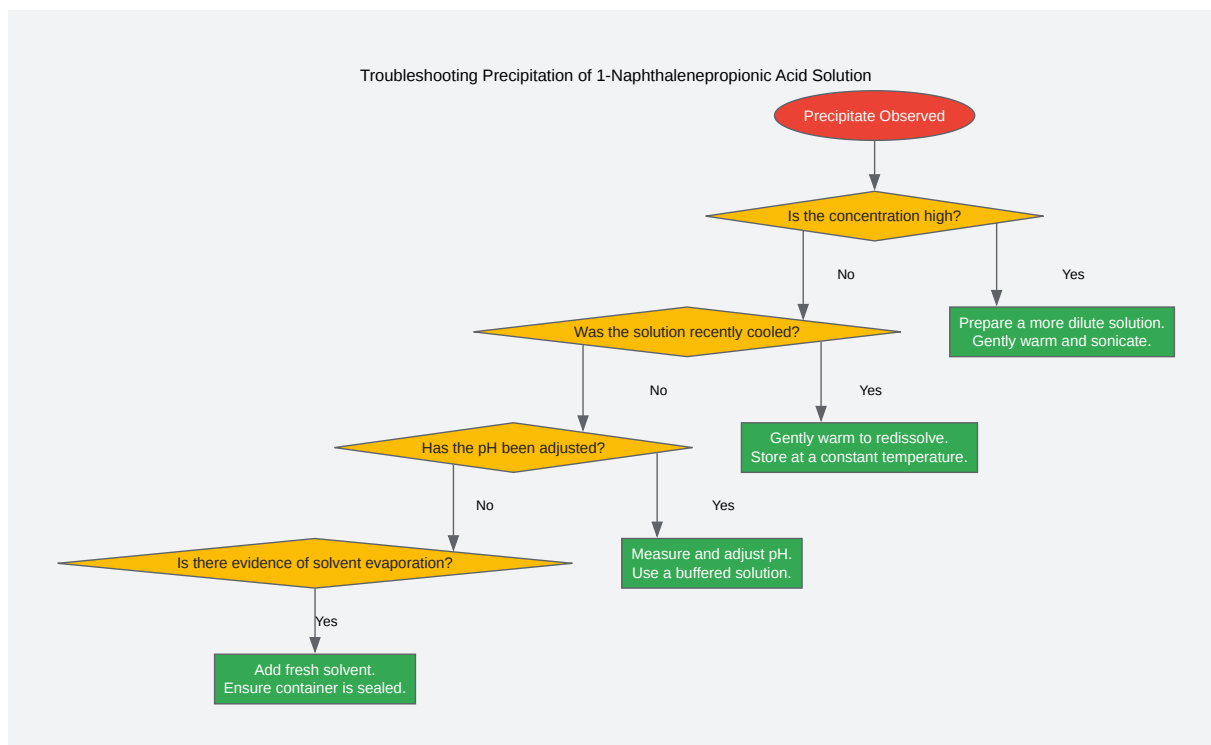 Troubleshooting Precipitation of 1-Naphthalenepropionic Acid Solution
Precipitate Observed
Is the concentration high?
No
Yes
Prepare a more dilute solution.
Gently warm and sonicate.
Was the solution recently cooled?
No
Yes
Gently warm to redissolve.
Store at a constant temperature.
Has the pH been adjusted?
No
Yes
Measure and adjust pH.
Use a buffered solution.
Is there evidence of solvent evaporation?
Yes
Add fresh solvent.
Ensure container is sealed.